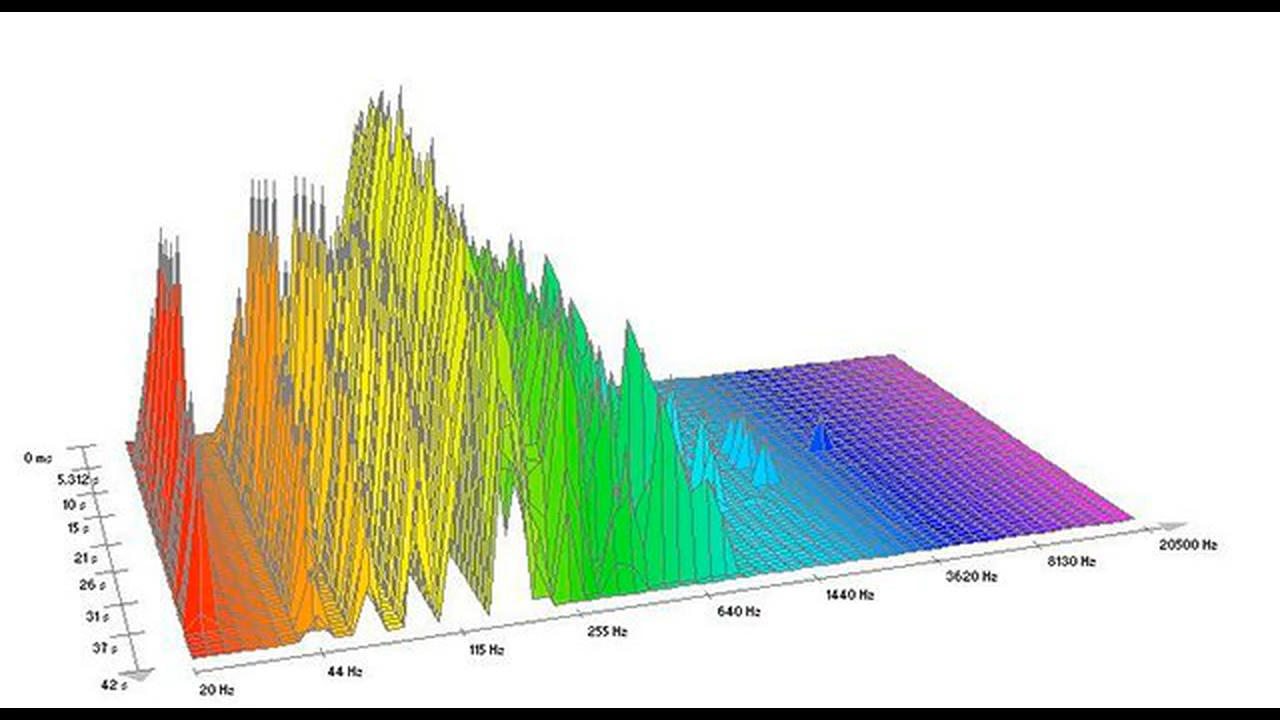 0 ms
5.312 s
10 s
15 s
21 s
26 s
31 s
37 s
42 s
20 Hz
44 Hz
115 Hz
255 Hz
640 Hz
1440 Hz
3620 Hz
8130 Hz
20500 Hz